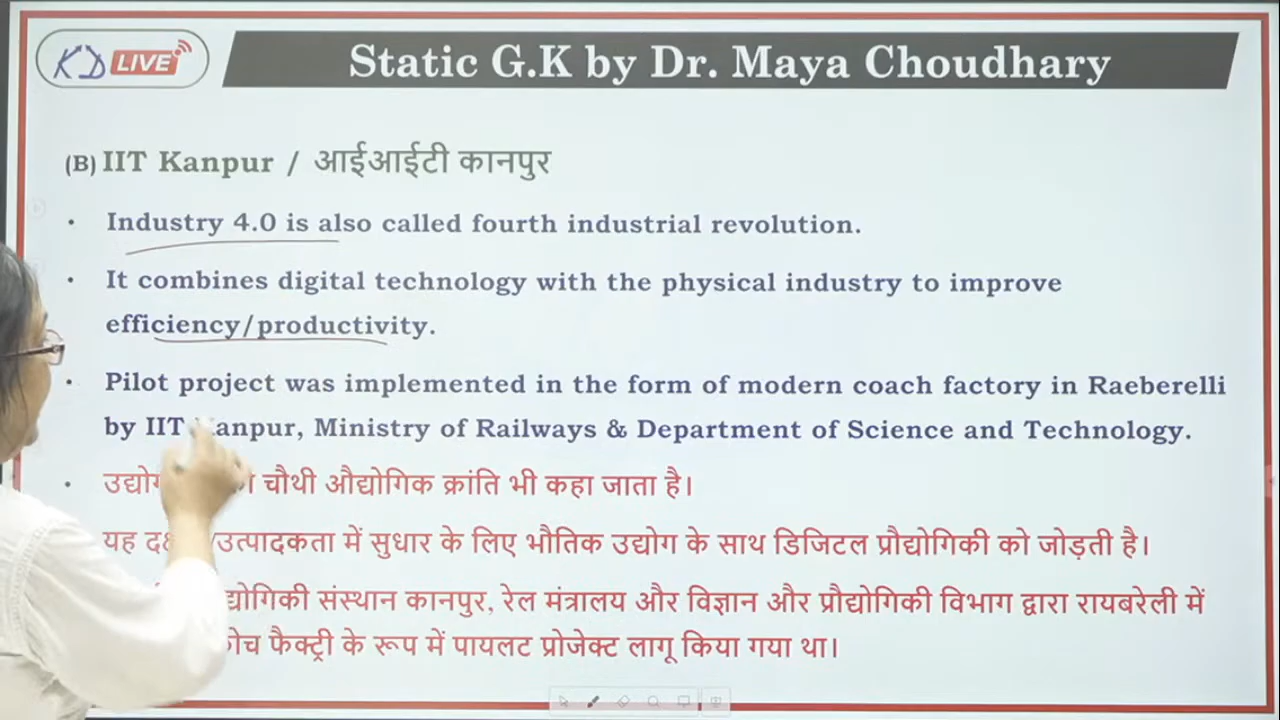 KD LIVE
Static G.K by Dr. Maya Choudhary
(B) IIT Kanpur / आईआईटी कानपुर
• Industry 4.0 is also called fourth industrial revolution.
• It combines digital technology with the physical industry to improve
efficiency/productivity.
• Pilot project was implemented in the form of modern coach factory in Raeberelli
by IIT Kanpur, Ministry of Railways & Department of Science and Technology.
• चौथी औद्योगिक क्रांति भी कहा जाता है।
यह /उत्पादकता में सुधार के लिए भौतिक उद्योग के साथ डिजिटल प्रौद्योगिकी को जोड़ती है।
संस्थान कानपुर, रेल मंत्रालय और विज्ञान और प्रौद्योगिकी विभाग द्वारा रायबरेली में
फैक्ट्री के रूप में पायलट प्रोजेक्ट लागू किया गया था।